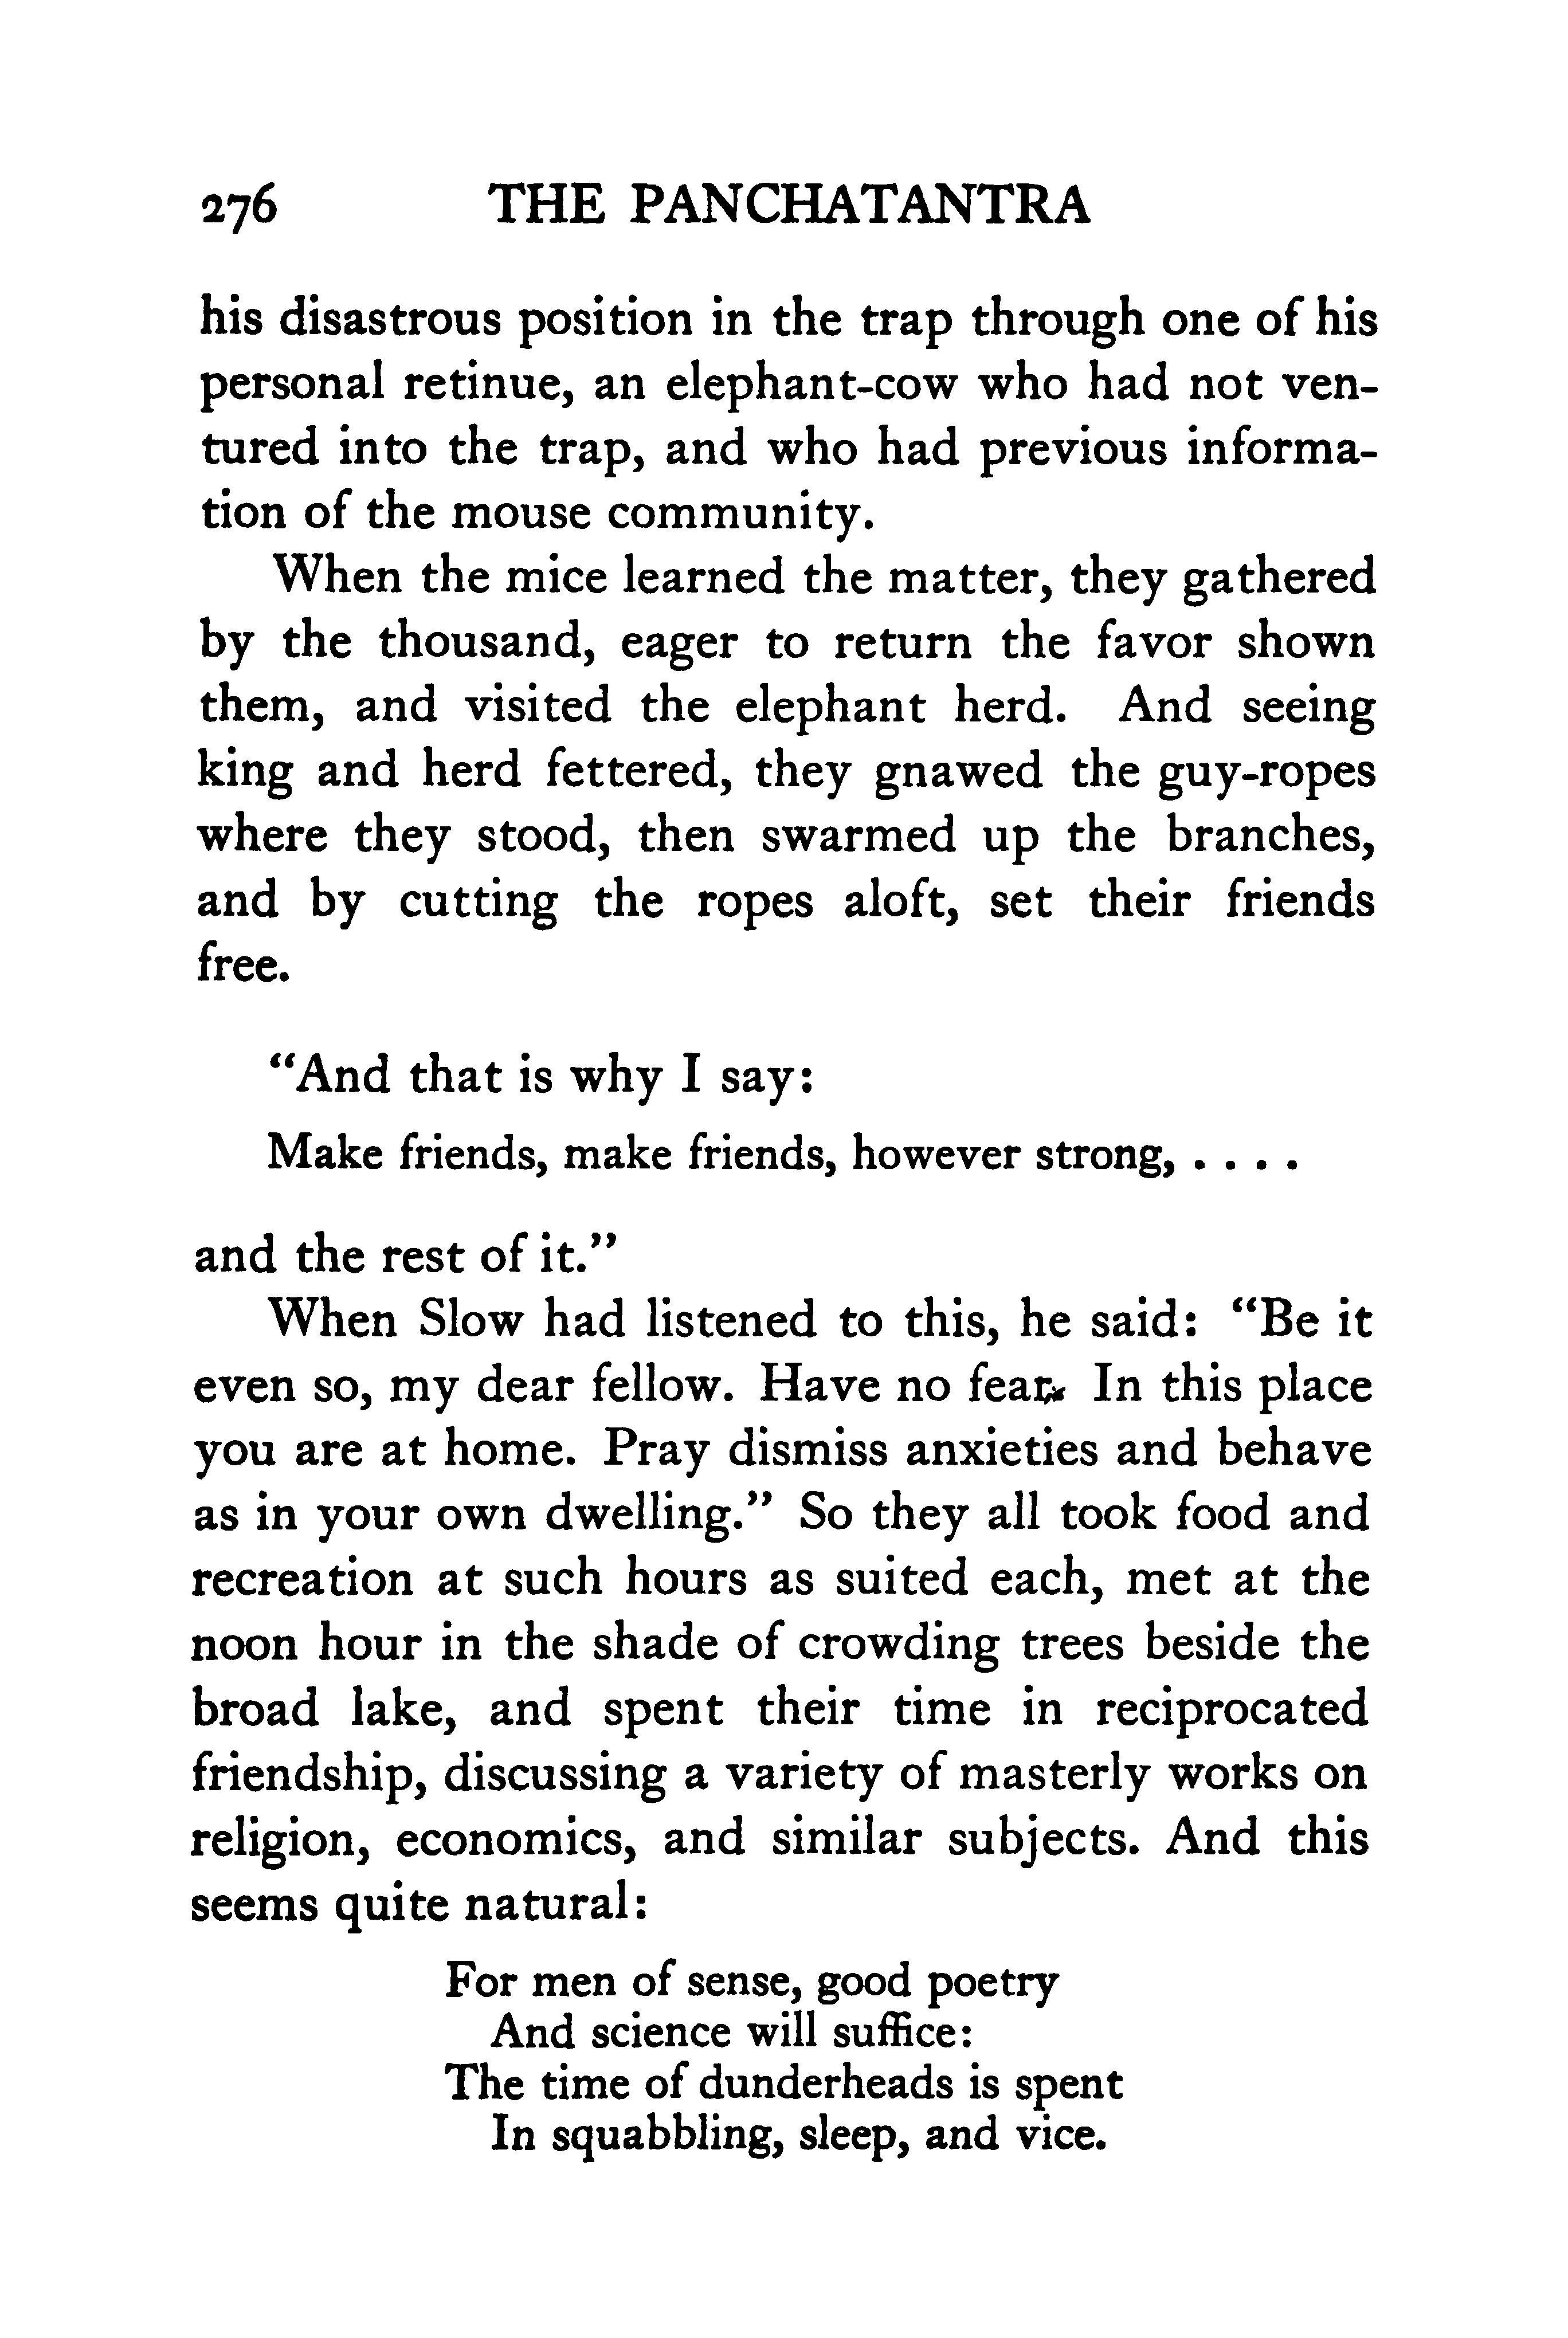 276 THE PANCHATANTRA
his disastrous position in the trap through one of his
personal retinue, an elephant-cow who had not ven-
tured into the trap, and who had previous informa-
tion of the mouse community.
When the mice learned the matter, they gathered
by the thousand, eager to return the favor shown
them, and visited the elephant herd. And seeing
king and herd fettered, they gnawed the guy-ropes
where they stood, then swarmed up the branches,
and by cutting the ropes aloft, set their friends
free.
“And that is why I say:
Make friends, make friends, however strong, . . . .
and the rest of it.”
When Slow had listened to this, he said: “Be it
even so, my dear fellow. Have no fear. In this place
you are at home. Pray dismiss anxieties and behave
as in your own dwelling.” So they all took food and
recreation at such hours as suited each, met at the
noon hour in the shade of crowding trees beside the
broad lake, and spent their time in reciprocated
friendship, discussing a variety of masterly works on
religion, economics, and similar subjects. And this
seems quite natural:
For men of sense, good poetry
And science will suffice:
The time of dunderheads is spent
In squabbling, sleep, and vice.